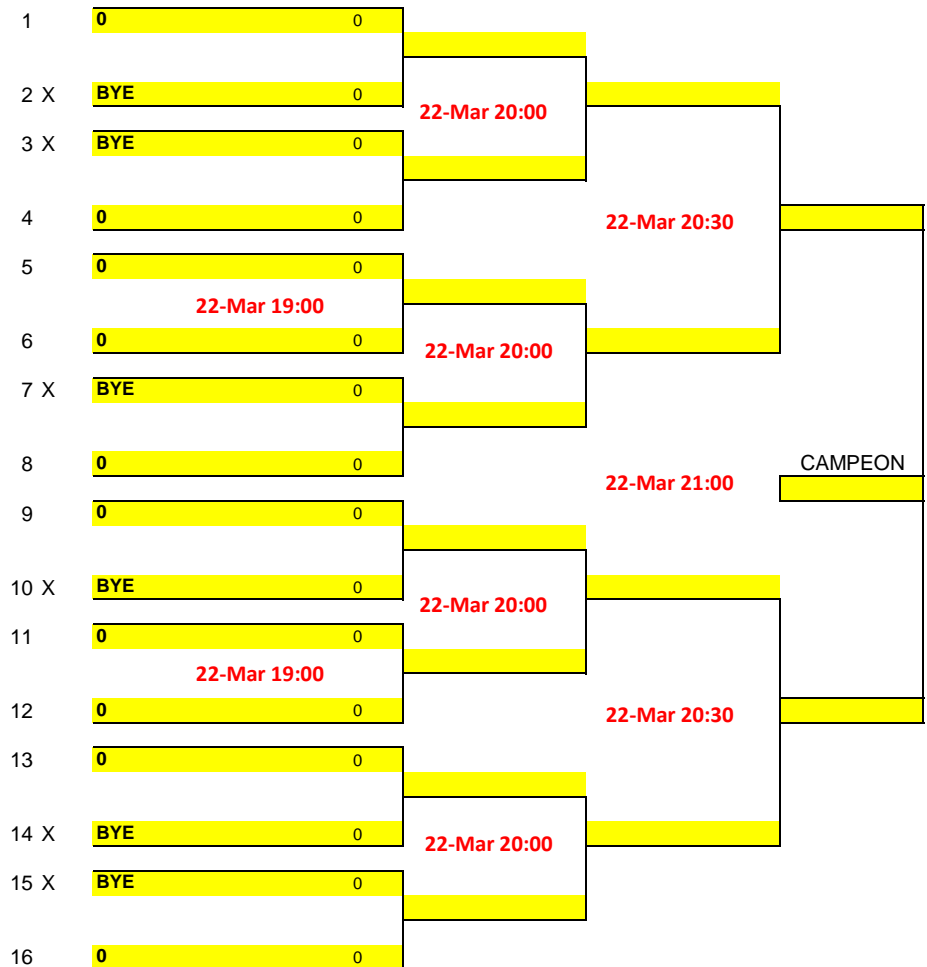 1 0 0
2 X BYE 0
22-Mar 20:00
3 X BYE 0
4 0 0
22-Mar 20:30
5 0 0
22-Mar 19:00
6 0 0
22-Mar 20:00
7 X BYE 0
8 0 0
CAMPEON
22-Mar 21:00
9 0 0
10 X BYE 0
22-Mar 20:00
11 0 0
22-Mar 19:00
12 0 0
22-Mar 20:30
13 0 0
14 X BYE 0
22-Mar 20:00
15 X BYE 0
16 0 0